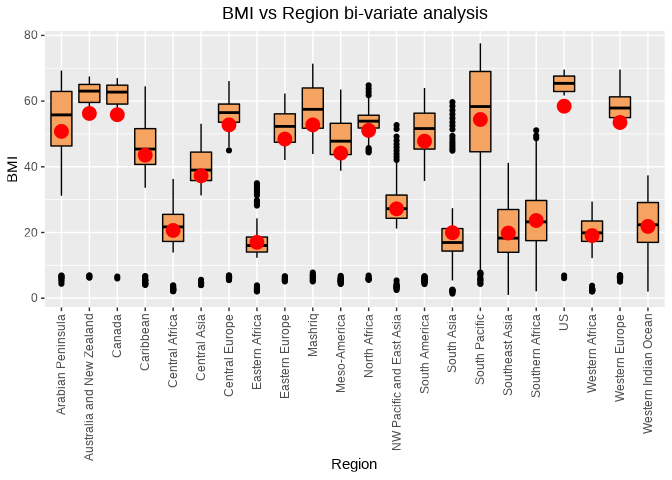 BMI vs Region bi-variate analysis
80
60
40
20
0
BMI
Arabian Peninsula
Australia and New Zealand
Canada
Caribbean
Central Africa
Central Asia
Central Europe
Eastern Africa
Eastern Europe
Mashriq
Meso-America
North Africa
NW Pacific and East Asia
South America
South Asia
South Pacific
Southeast Asia
Southern Africa
US
Western Africa
Western Europe
Western Indian Ocean
Region